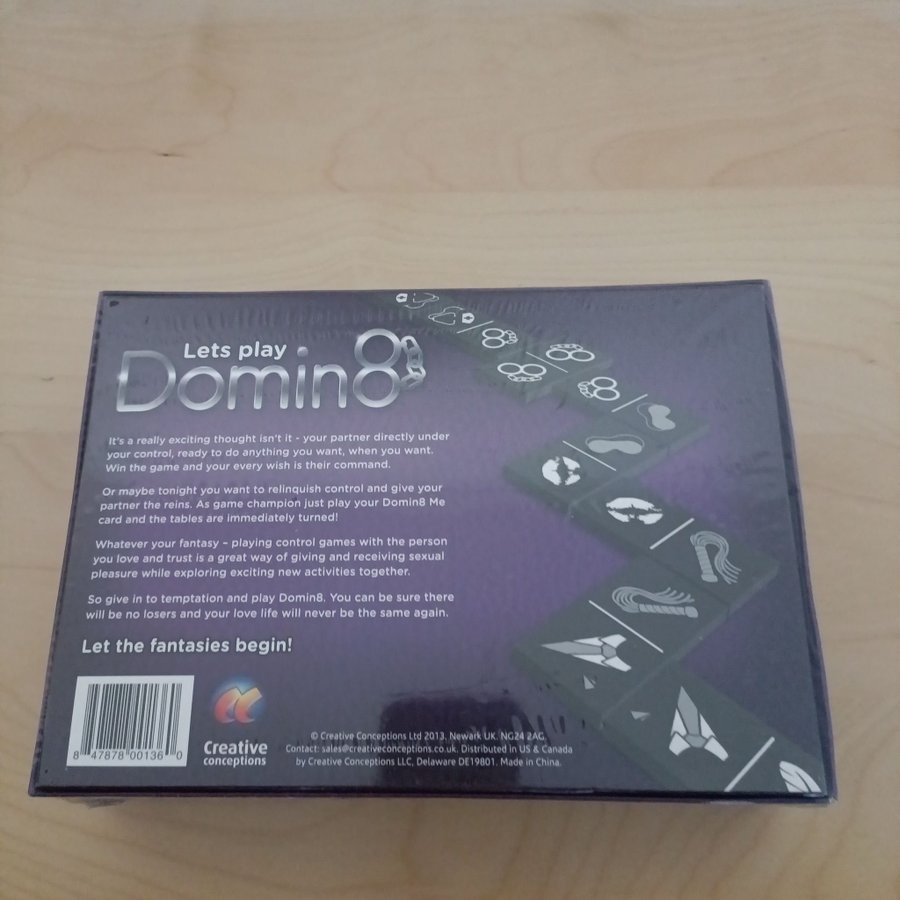 Lets play
Domin8
It's a really exciting thought isn't it - your partner directly under
your control, ready to do anything you want, when you want.
Win the game and your every wish is their command.
Or maybe tonight you want to relinquish control and give your
partner the reins. As game champion just play your Domin8 Me
card and the tables are immediately turned!
Whatever your fantasy – playing control games with the person
you love and trust is a great way of giving and receiving sexual
pleasure while exploring exciting new activities together.
So give in to temptation and play Domin8. You can be sure there
will be no losers and your love life will never be the same again.
Let the fantasies begin!
8 47878 00136 0
Creative
conceptions
© Creative Conceptions Ltd 2013. Newark UK. NG24 2AG.
Contact: sales@creativeconceptions.co.uk. Distributed in US & Canada
by Creative Conceptions LLC, Delaware DE19801. Made in China.